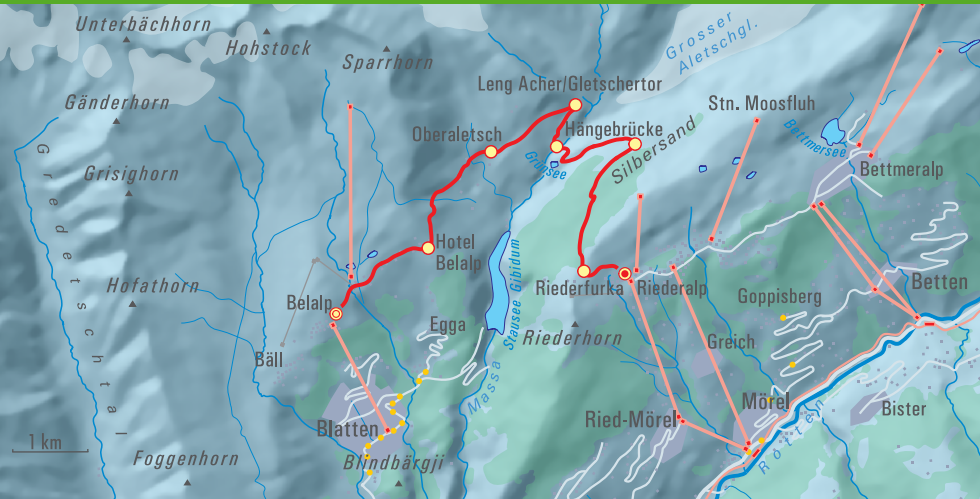 Unterbächhorn
Hohstock
Sparrhorn
Grosser
Aletschgl.
Leng Acher/Gletschertor
Gänderhorn
Stn. Moosfluh
Oberaletsch
Hängebrücke
Bettmersee
Grünsee
Silbersand
Grisighorn
Bettmeralp
Gredetschtal
Hotel
Belalp
Stausee Gibidum
Hofathorn
Riederfurka
Riederalp
Betten
Belalp
Goppisberg
Egga
Riederhorn
Greich
Bäll
Massa
Mörel
Bister
Blatten
Ried-Mörel
1 km
Foggenhorn
Blindbärgji
Rotten